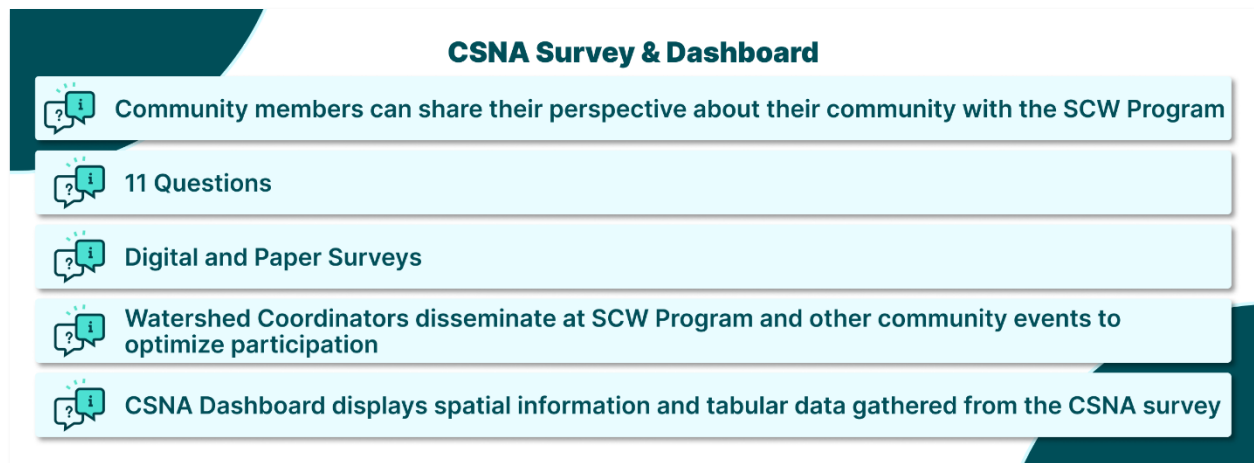 CSNA Survey & Dashboard
Community members can share their perspective about their community with the SCW Program
11 Questions
Digital and Paper Surveys
Watershed Coordinators disseminate at SCW Program and other community events to
optimize participation
CSNA Dashboard displays spatial information and tabular data gathered from the CSNA survey